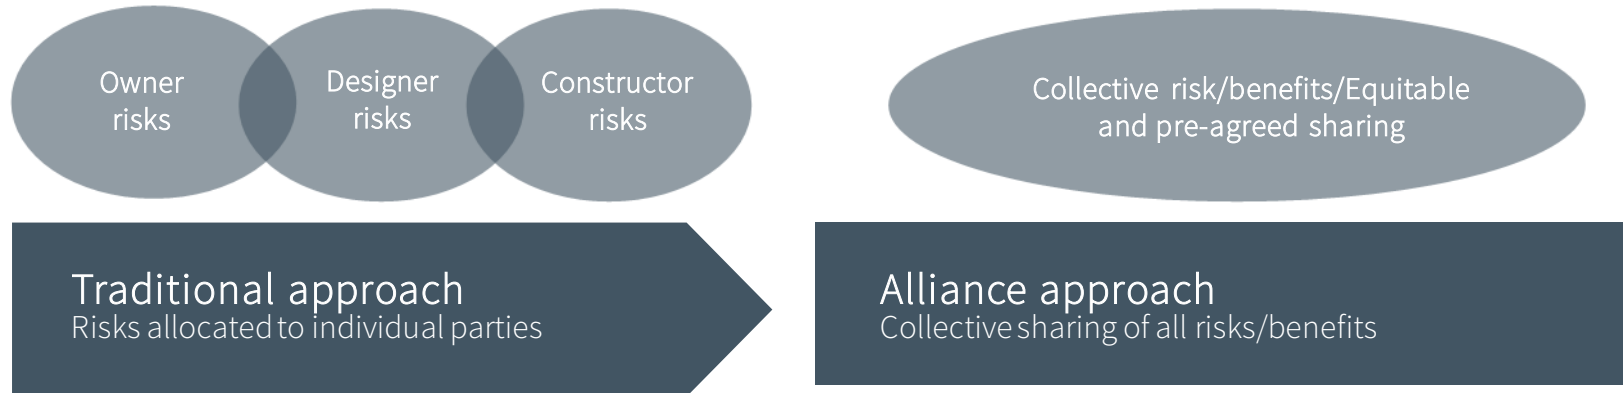 Owner
risks
Designer
risks
Constructor
risks
Traditional approach
Risks allocated to individual parties
Collective risk/benefits/Equitable
and pre-agreed sharing
Alliance approach
Collective sharing of all risks/benefits